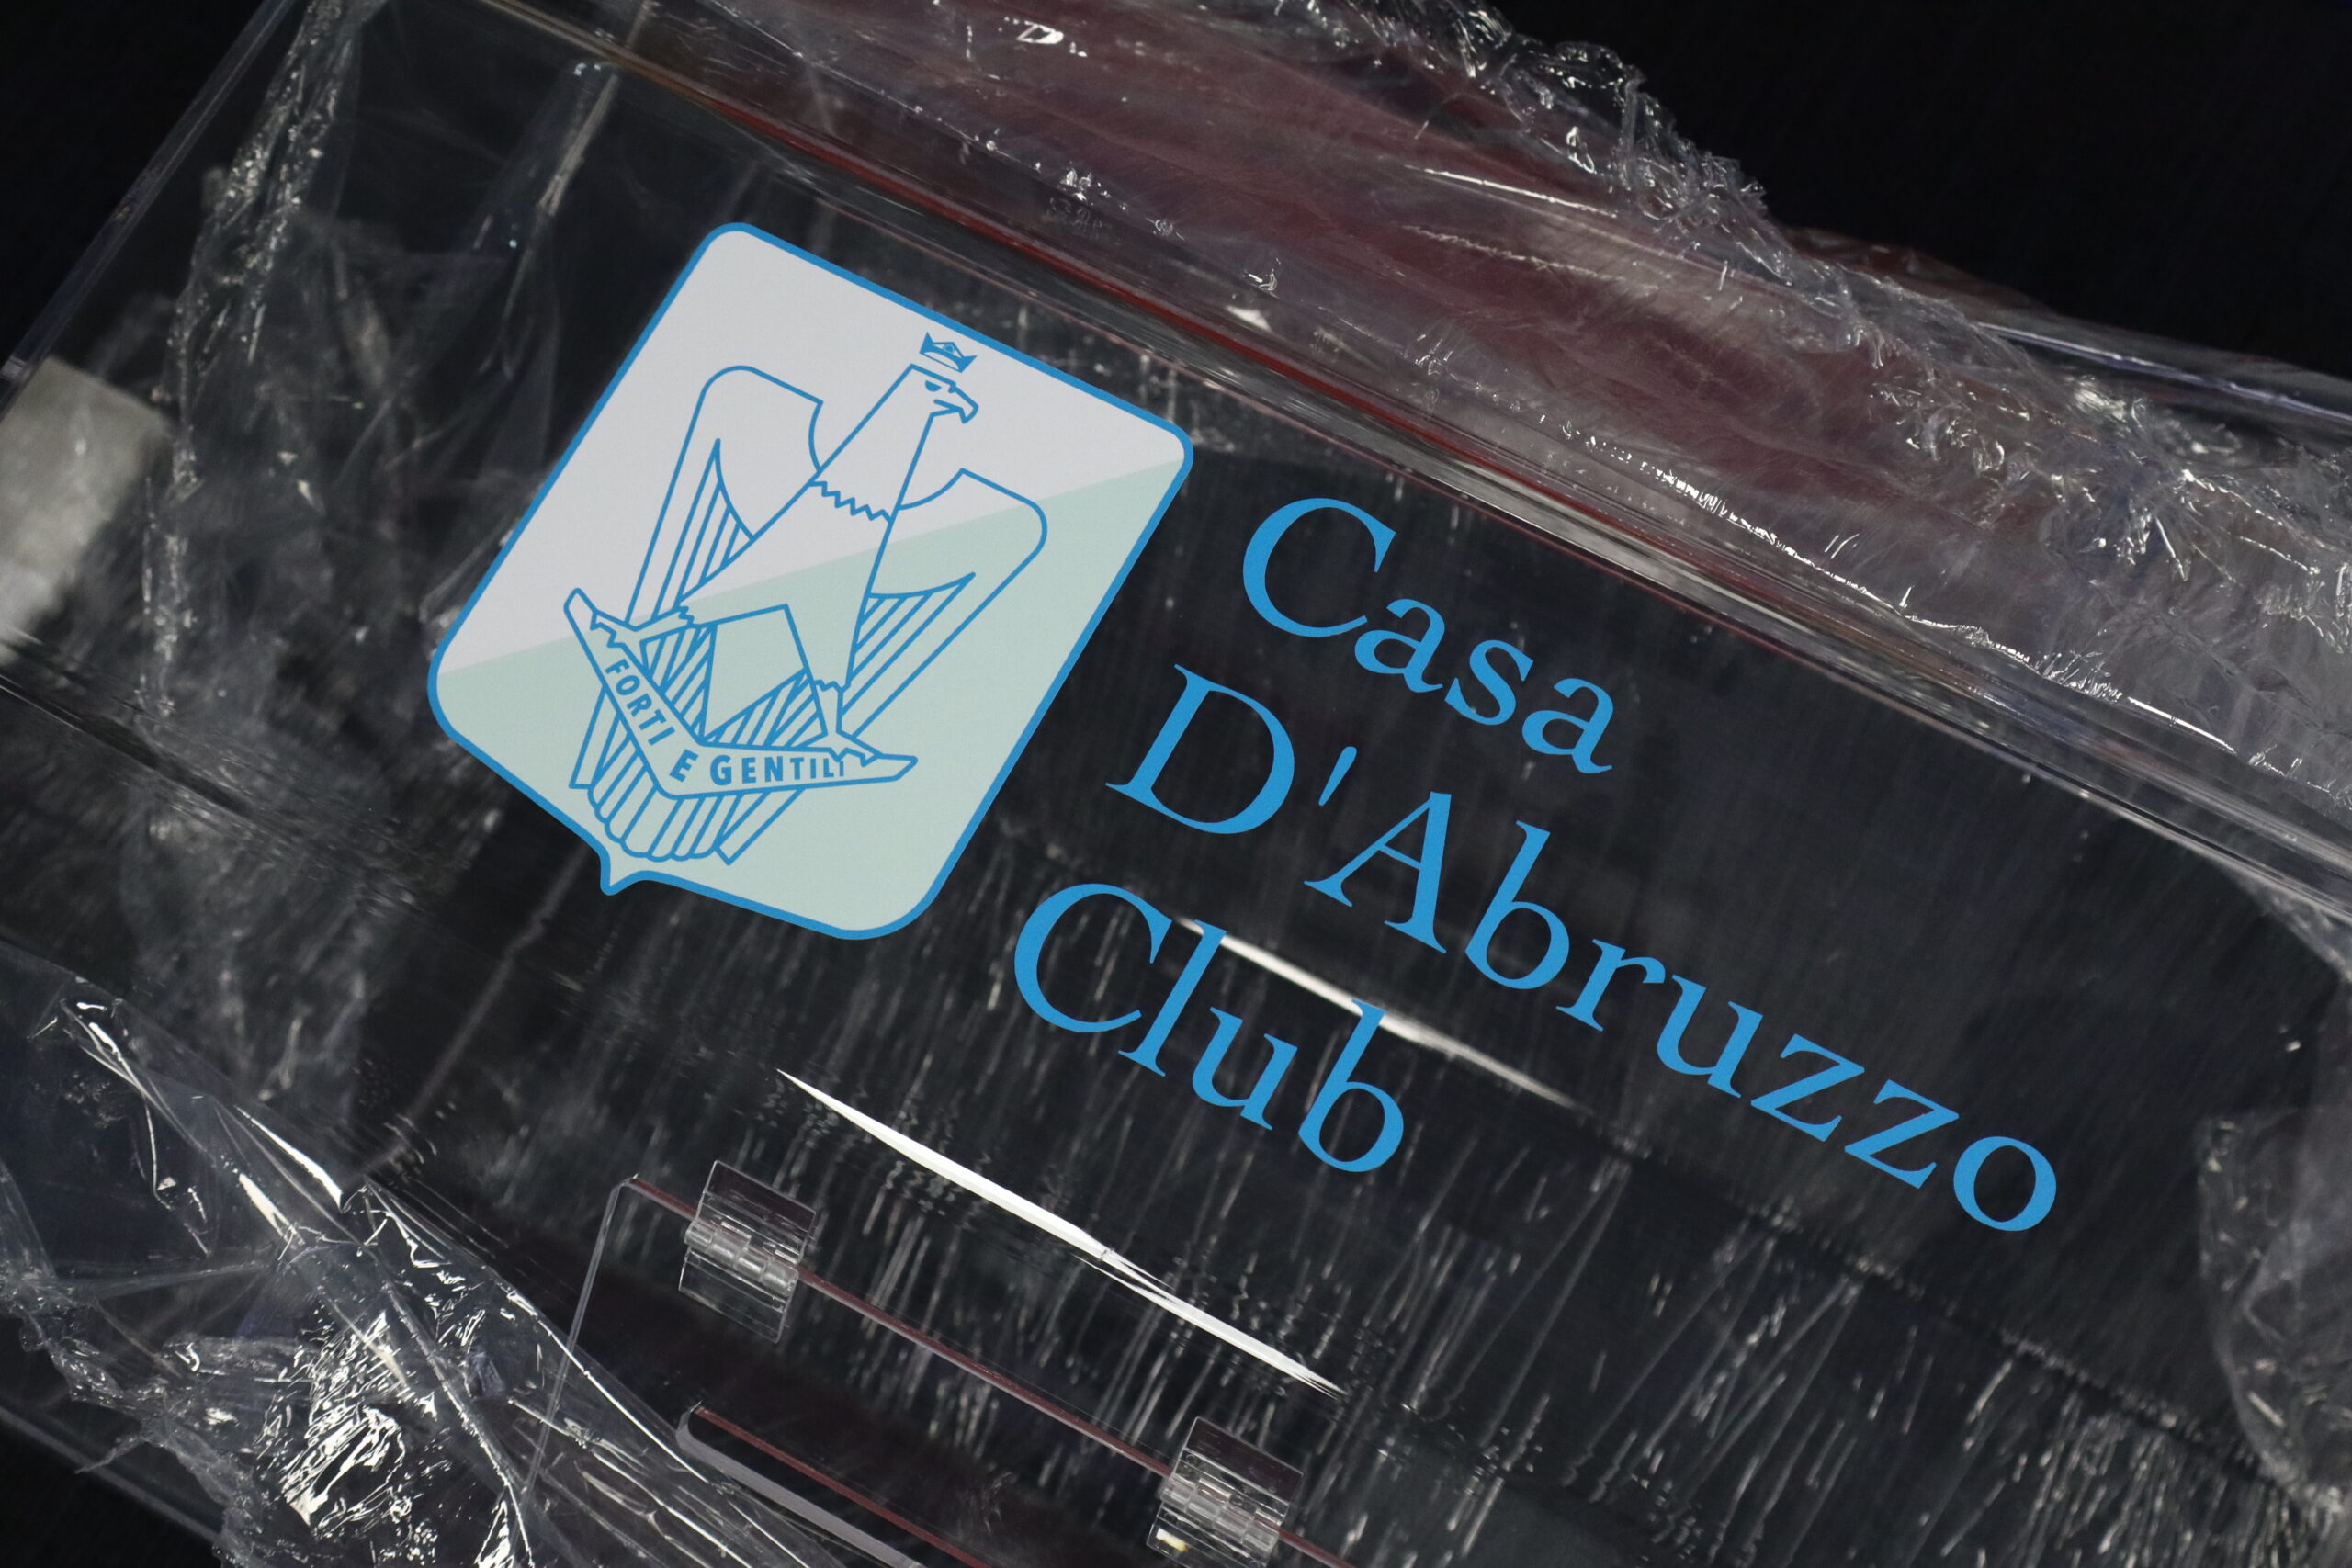 FORTI E GENTILI
Casa
D'Abruzzo
Club